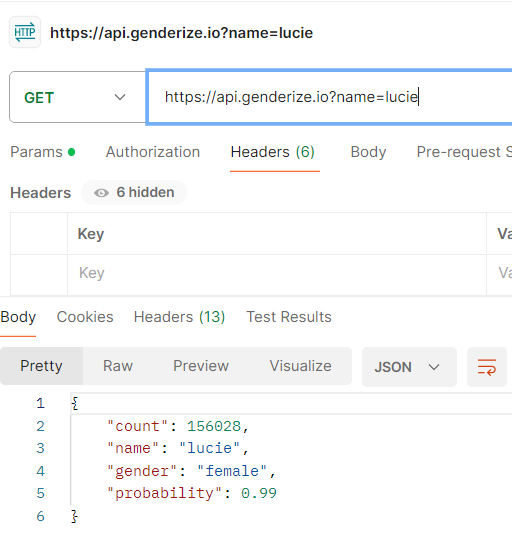 HTTP https://api.genderize.io?name=lucie
GET https://api.genderize.io?name=lucie
Params Authorization Headers (6) Body Pre-request S
Headers 6 hidden
Key Va
Key Va
Body Cookies Headers (13) Test Results
Pretty Raw Preview Visualize JSON
1 {
2 "count": 156028,
3 "name": "lucie",
4 "gender": "female",
5 "probability": 0.99
6 }